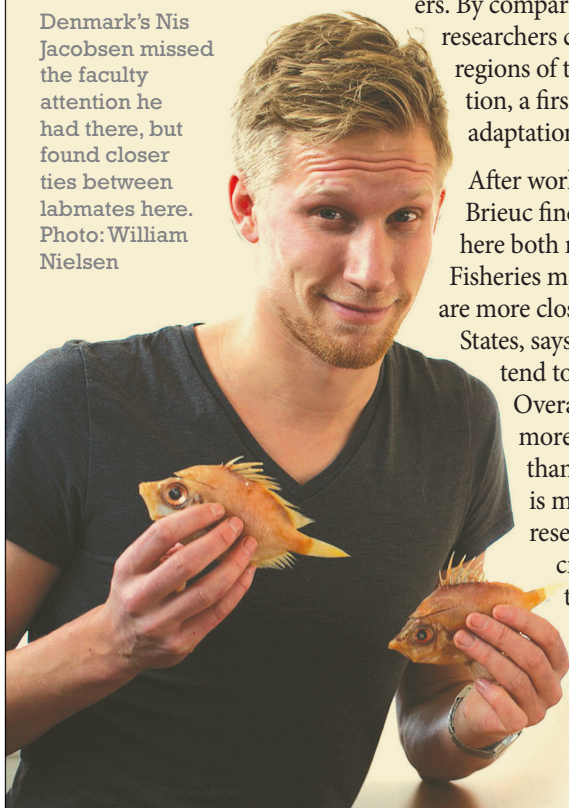 Denmark's Nis
Jacobsen missed
the faculty
attention he
had there, but
found closer
ties between
labmates here.
Photo: William
Nielsen
ers. By compar
researchers c
regions of t
tion, a firs
adaptation
After worl
Brieuc find
here both
Fisheries m
are more clos
States, says
tend to
Overa
more
than
is m
rese
t